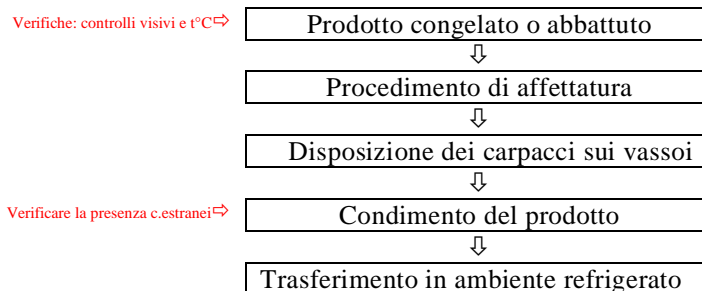 Verifiche: controlli visivi e t°C⇨ Prodotto congelato o abbattuto
⇩
Procedimento di affettatura
⇩
Disposizione dei carpacci sui vassoi
⇩
Verificare la presenza c.estranei⇨ Condimento del prodotto
⇩
Trasferimento in ambiente refrigerato